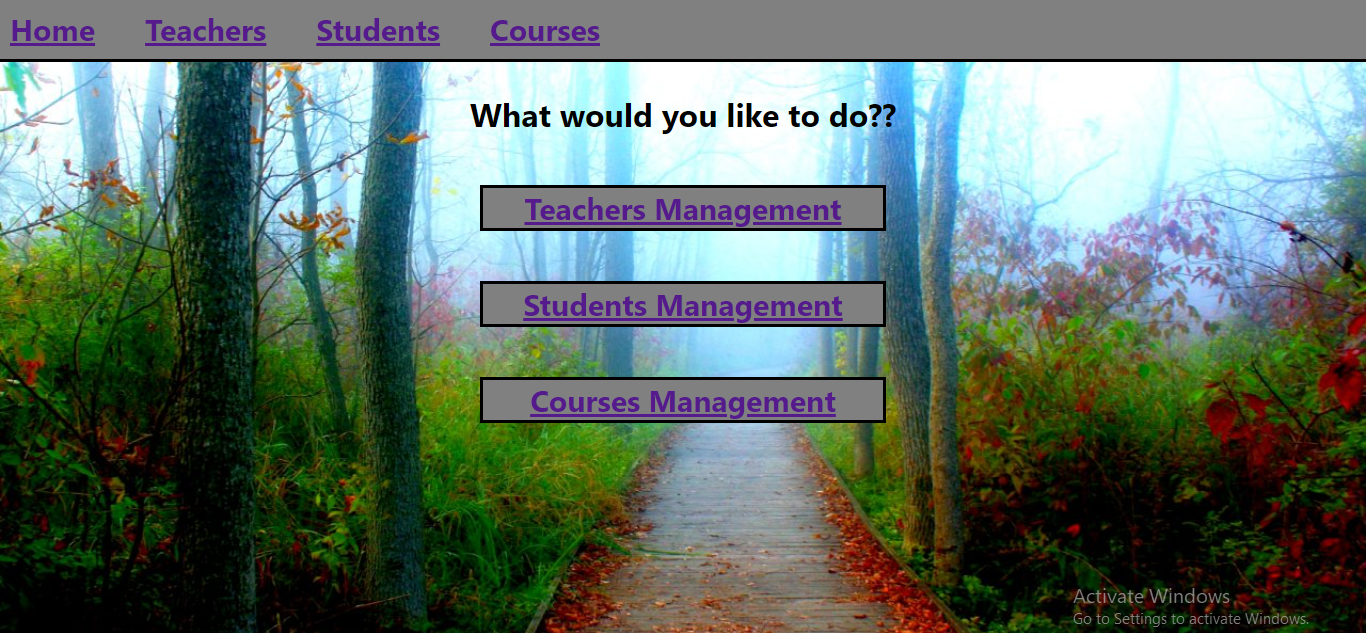 Home Teachers Students Courses
What would you like to do??
Teachers Management
Students Management
Courses Management
Activate Windows
Go to Settings to activate Windows.